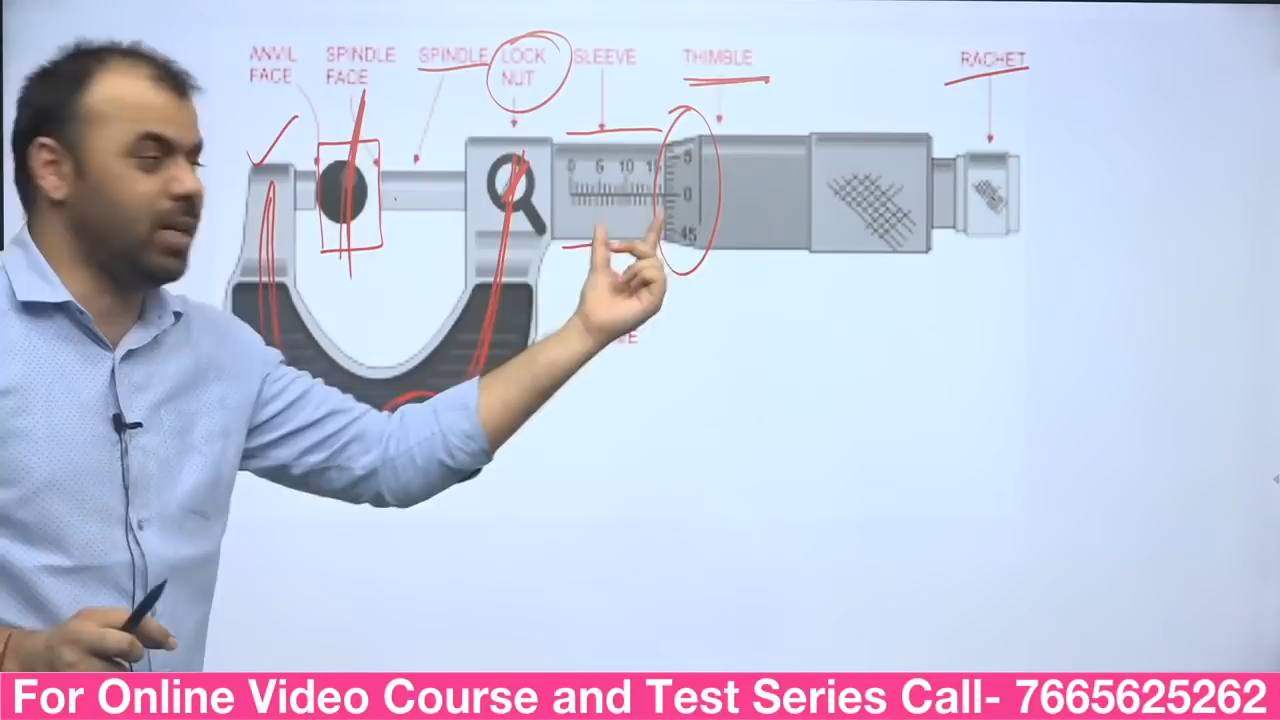 ANVIL FACE
SPINDLE FACE
SPINDLE
LOCK NUT
SLEEVE
THIMBLE
RACHET
0 5 10 15
5
0
45
For Online Video Course and Test Series Call- 7665625262